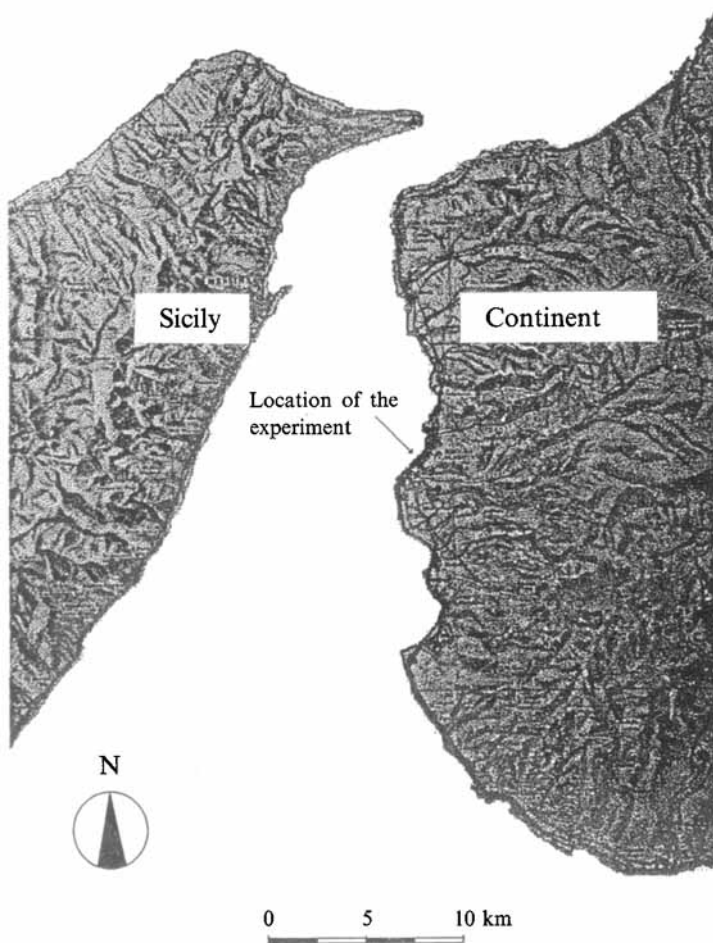 Sicily
Continent
Location of the
experiment
N
0 5 10 km